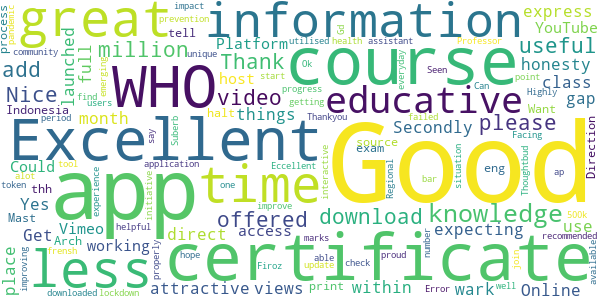 process impact prevention great information express
pandemic tell utilised health assistant Professor YouTube
community launched million Platform unique Gd useful
add full Thank Ok start everyday Seen Can honesty
Nice WHO host course point Highly class
emerging video progress getting educative gap
Indonesia find users month halt things Thankyou failed Want Facing
period say Suberb Secondly please Direction
Excellent Good
Could application exam source situation
token tool Eccellent eng Regional Thoughtbud ap
thh experience initiative one interactive bar
Yes app time offered download knowledge
Mast alot helpful improve
frensh Vimeo direct access marks expecting use 500k
Get Arch working able proud number join recommended
place improving less properly hope update check certificate available
Firoz Error wark well
attractive views print within Online
downloaded lockdown